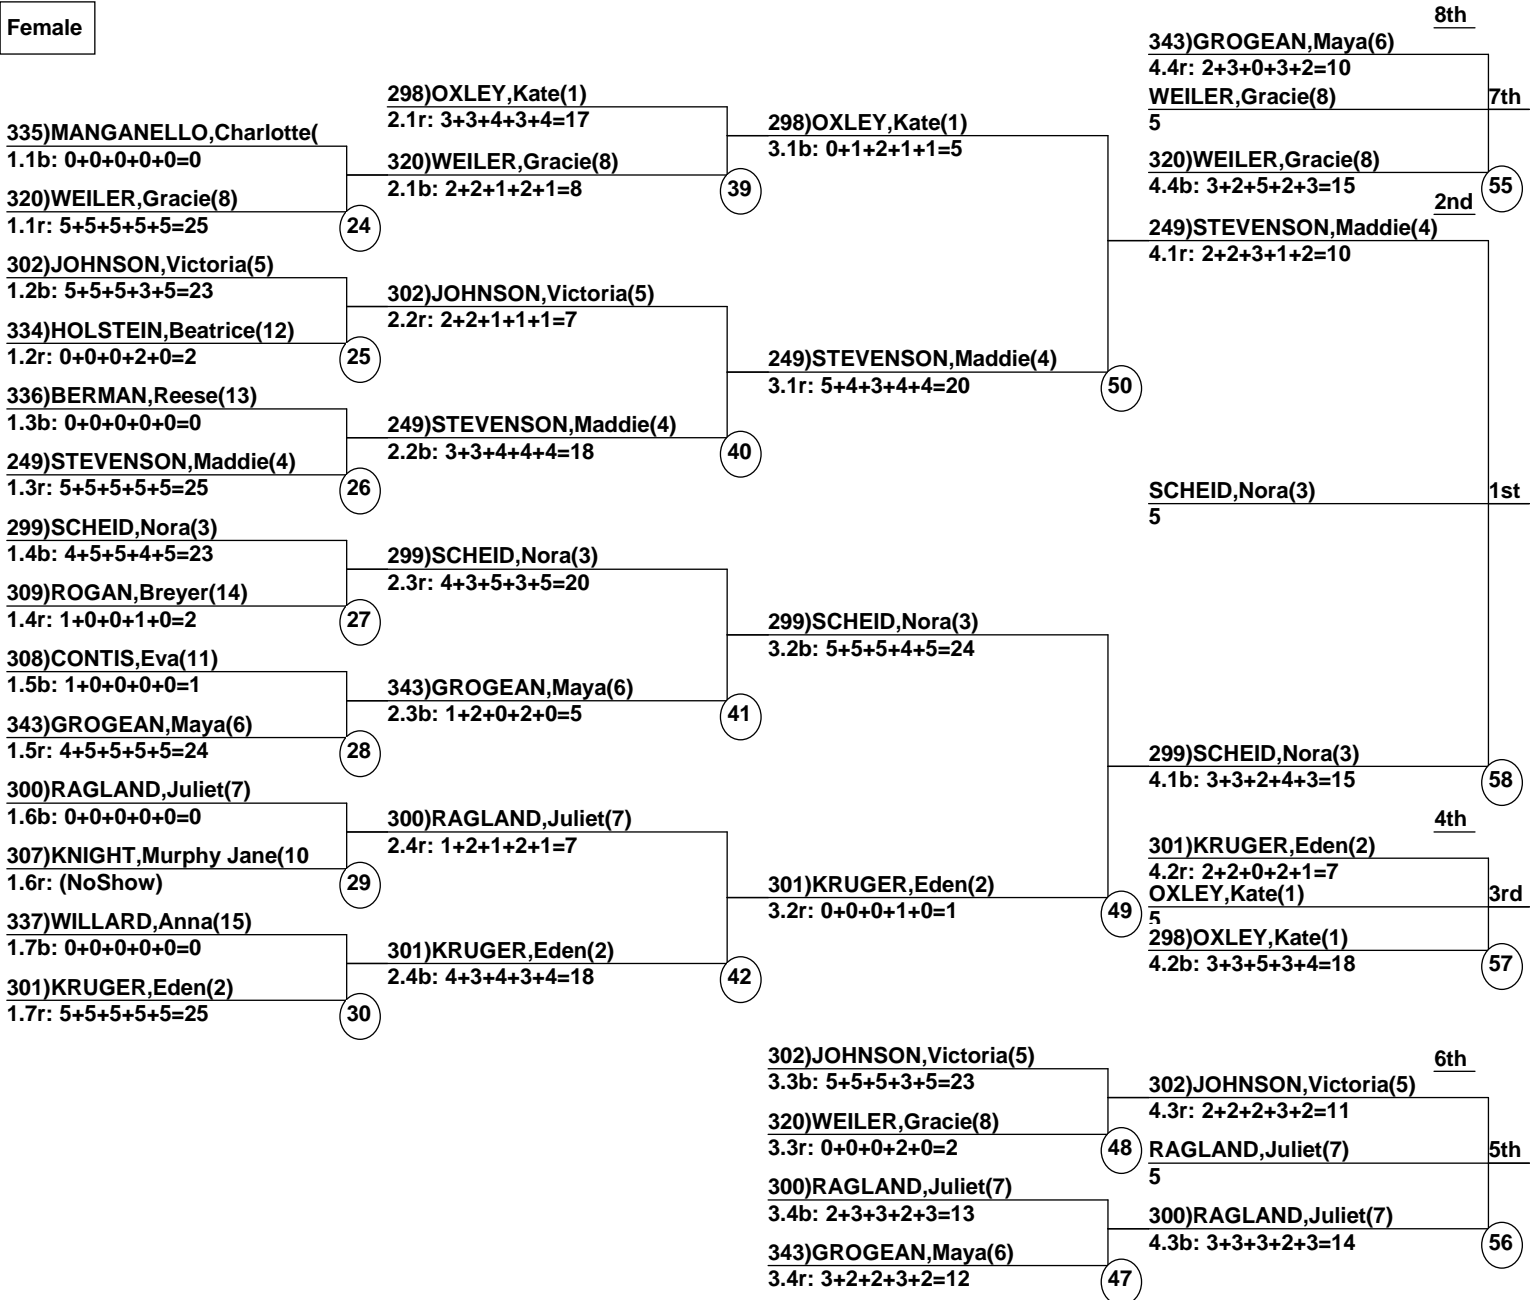 Female
335)MANGANELLO,Charlotte(
1.1b: 0+0+0+0+0=0
320)WEILER,Gracie(8)
1.1r: 5+5+5+5+5=25
24
302)JOHNSON,Victoria(5)
1.2b: 5+5+5+3+5=23
334)HOLSTEIN,Beatrice(12)
1.2r: 0+0+0+2+0=2
25
336)BERMAN,Reese(13)
1.3b: 0+0+0+0+0=0
249)STEVENSON,Maddie(4)
1.3r: 5+5+5+5+5=25
26
299)SCHEID,Nora(3)
1.4b: 4+5+5+4+5=23
309)ROGAN,Breyer(14)
1.4r: 1+0+0+1+0=2
27
308)CONTIS,Eva(11)
1.5b: 1+0+0+0+0=1
343)GROGEAN,Maya(6)
1.5r: 4+5+5+5+5=24
28
300)RAGLAND,Juliet(7)
1.6b: 0+0+0+0+0=0
307)KNIGHT,Murphy Jane(10
1.6r: (NoShow)
29
337)WILLARD,Anna(15)
1.7b: 0+0+0+0+0=0
301)KRUGER,Eden(2)
1.7r: 5+5+5+5+5=25
30
298)OXLEY,Kate(1)
2.1r: 3+3+4+3+4=17
320)WEILER,Gracie(8)
2.1b: 2+2+1+2+1=8
39
302)JOHNSON,Victoria(5)
2.2r: 2+2+1+1+1=7
249)STEVENSON,Maddie(4)
2.2b: 3+3+4+4+4=18
40
299)SCHEID,Nora(3)
2.3r: 4+3+5+3+5=20
343)GROGEAN,Maya(6)
2.3b: 1+2+0+2+0=5
41
300)RAGLAND,Juliet(7)
2.4r: 1+2+1+2+1=7
301)KRUGER,Eden(2)
2.4b: 4+3+4+3+4=18
42
298)OXLEY,Kate(1)
3.1b: 0+1+2+1+1=5
249)STEVENSON,Maddie(4)
3.1r: 5+4+3+4+4=20
50
299)SCHEID,Nora(3)
3.2b: 5+5+5+4+5=24
301)KRUGER,Eden(2)
3.2r: 0+0+0+1+0=1
49
302)JOHNSON,Victoria(5)
3.3b: 5+5+5+3+5=23
320)WEILER,Gracie(8)
3.3r: 0+0+0+2+0=2
48
300)RAGLAND,Juliet(7)
3.4b: 2+3+3+2+3=13
343)GROGEAN,Maya(6)
3.4r: 3+2+2+3+2=12
47
8th
343)GROGEAN,Maya(6)
4.4r: 2+3+0+3+2=10
WEILER,Gracie(8)
7th
5
320)WEILER,Gracie(8)
4.4b: 3+2+5+2+3=15
55
2nd
249)STEVENSON,Maddie(4)
4.1r: 2+2+3+1+2=10
SCHEID,Nora(3)
1st
5
299)SCHEID,Nora(3)
4.1b: 3+3+2+4+3=15
58
4th
301)KRUGER,Eden(2)
4.2r: 2+2+0+2+1=7
OXLEY,Kate(1)
3rd
5
298)OXLEY,Kate(1)
4.2b: 3+3+5+3+4=18
57
6th
302)JOHNSON,Victoria(5)
4.3r: 2+2+2+3+2=11
RAGLAND,Juliet(7)
5th
5
300)RAGLAND,Juliet(7)
4.3b: 3+3+3+2+3=14
56